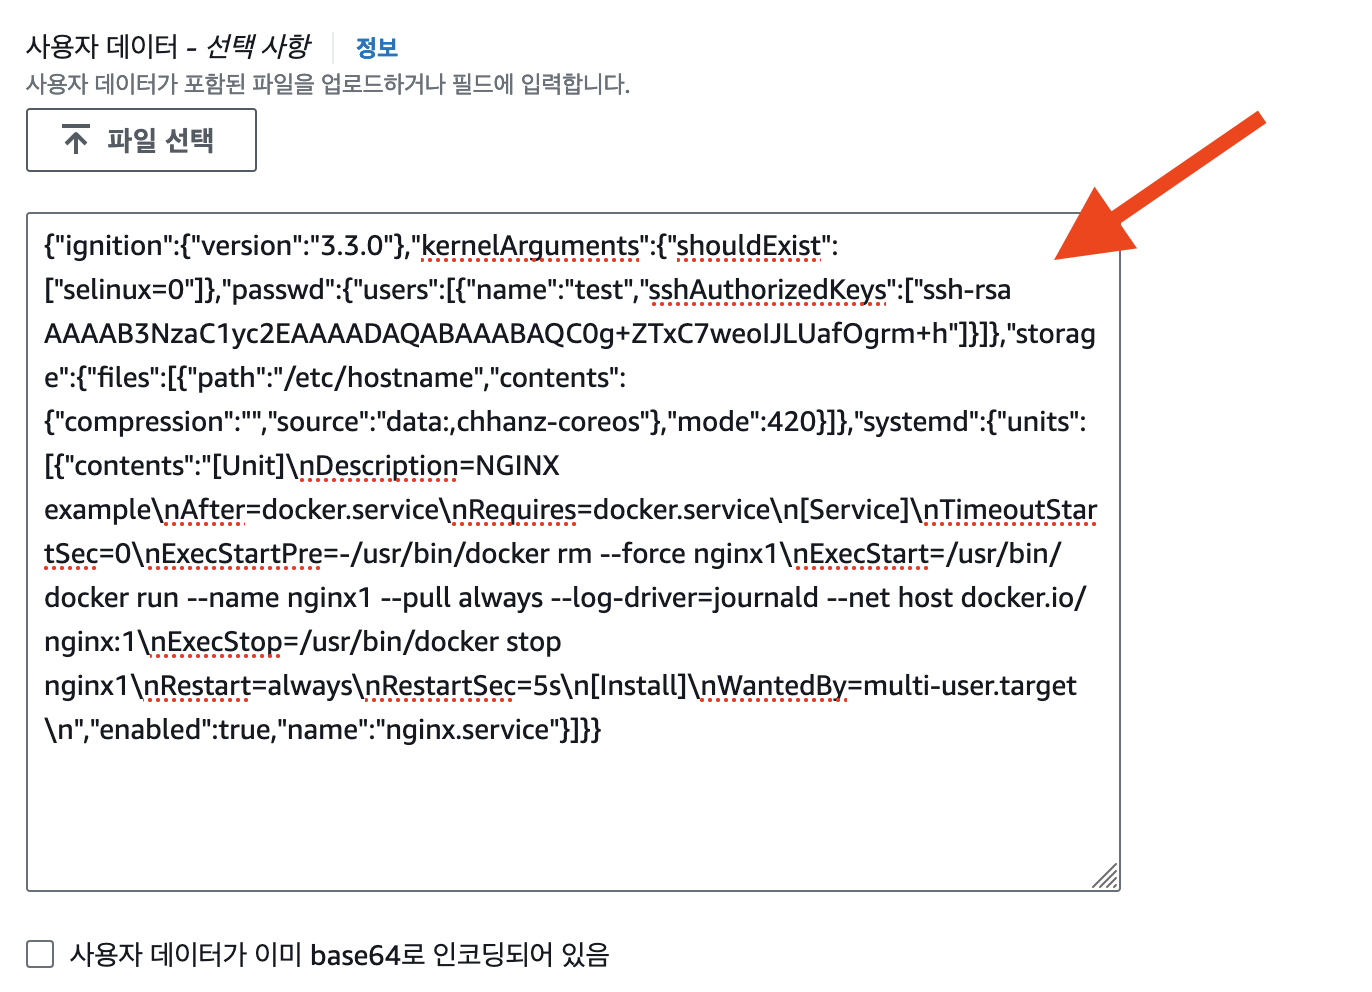 사용자 데이터 - 선택 사항 정보
사용자 데이터가 포함된 파일을 업로드하거나 필드에 입력합니다.
파일 선택
{"ignition":{"version":"3.3.0"},"kernelArguments":{"shouldExist":
["selinux=0"]},"passwd":{"users":[{"name":"test","sshAuthorizedKeys":["ssh-rsa
AAAAB3NzaC1yc2EAAAADAQABAAABAQC0g+ZTxC7weoIJLUafOgrm+h"]}]},"storag
e":{"files":[{"path":"/etc/hostname","contents":
{"compression":"","source":"data:,chhanz-coreos"},"mode":420}]},"systemd":{"units":
[{"contents":"[Unit]\nDescription=NGINX
example\nAfter=docker.service\nRequires=docker.service\n[Service]\nTimeoutStar
tSec=0\nExecStartPre=-/usr/bin/docker rm --force nginx1\nExecStart=/usr/bin/
docker run --name nginx1 --pull always --log-driver=journald --net host docker.io/
nginx:1\nExecStop=/usr/bin/docker stop
nginx1\nRestart=always\nRestartSec=5s\n[Install]\nWantedBy=multi-user.target
\n","enabled":true,"name":"nginx.service"}]}}
사용자 데이터가 이미 base64로 인코딩되어 있음